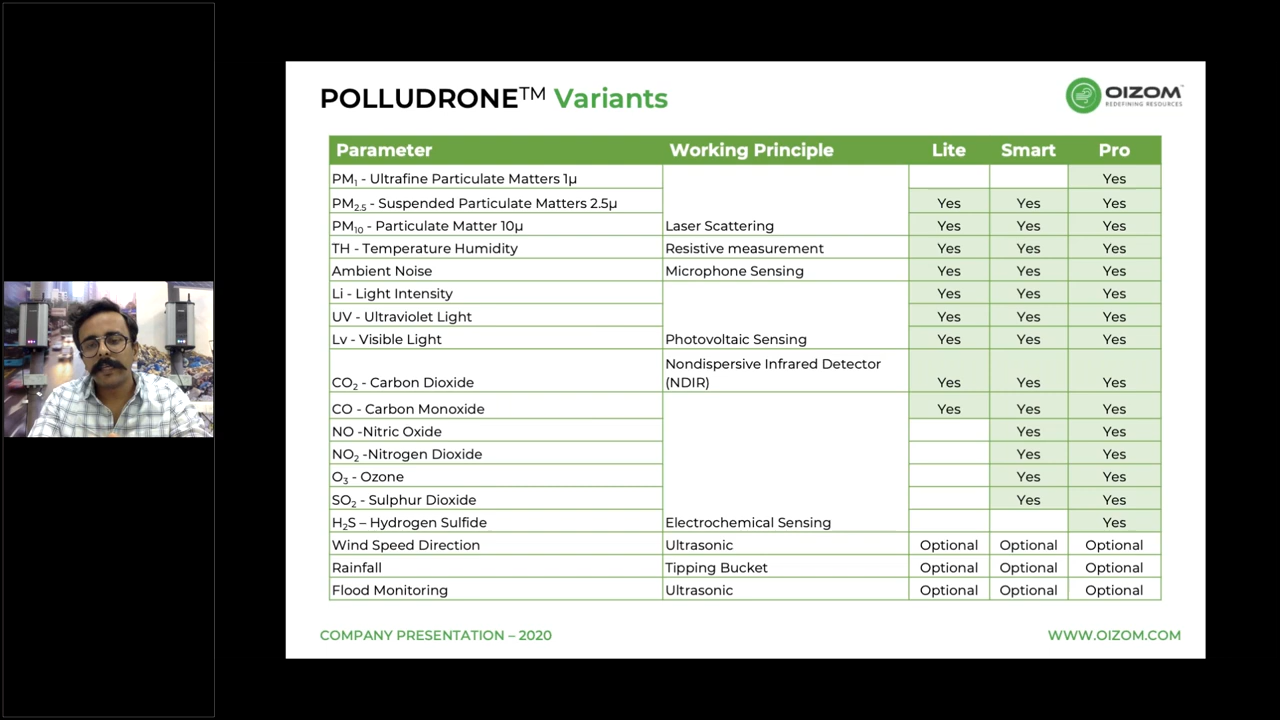 POLLUDRONE™ Variants
OIZOM™
REDEFINING RESOURCES
Parameter Working Principle Lite Smart Pro
PM₁ - Ultrafine Particulate Matters 1µ Yes
PM₂.₅ - Suspended Particulate Matters 2.5µ Yes Yes Yes
PM₁₀ - Particulate Matter 10µ Laser Scattering Yes Yes Yes
TH - Temperature Humidity Resistive measurement Yes Yes Yes
Ambient Noise Microphone Sensing Yes Yes Yes
Li - Light Intensity Yes Yes Yes
UV - Ultraviolet Light Yes Yes Yes
Lv - Visible Light Photovoltaic Sensing Yes Yes Yes
Nondispersive Infrared Detector
CO₂ - Carbon Dioxide (NDIR) Yes Yes Yes
CO - Carbon Monoxide Yes Yes Yes
NO -Nitric Oxide Yes Yes
NO₂ -Nitrogen Dioxide Yes Yes
O₃ - Ozone Yes Yes
SO₂ - Sulphur Dioxide Yes Yes
H₂S – Hydrogen Sulfide Electrochemical Sensing Yes
Wind Speed Direction Ultrasonic Optional Optional Optional
Rainfall Tipping Bucket Optional Optional Optional
Flood Monitoring Ultrasonic Optional Optional Optional
COMPANY PRESENTATION – 2020
WWW.OIZOM.COM